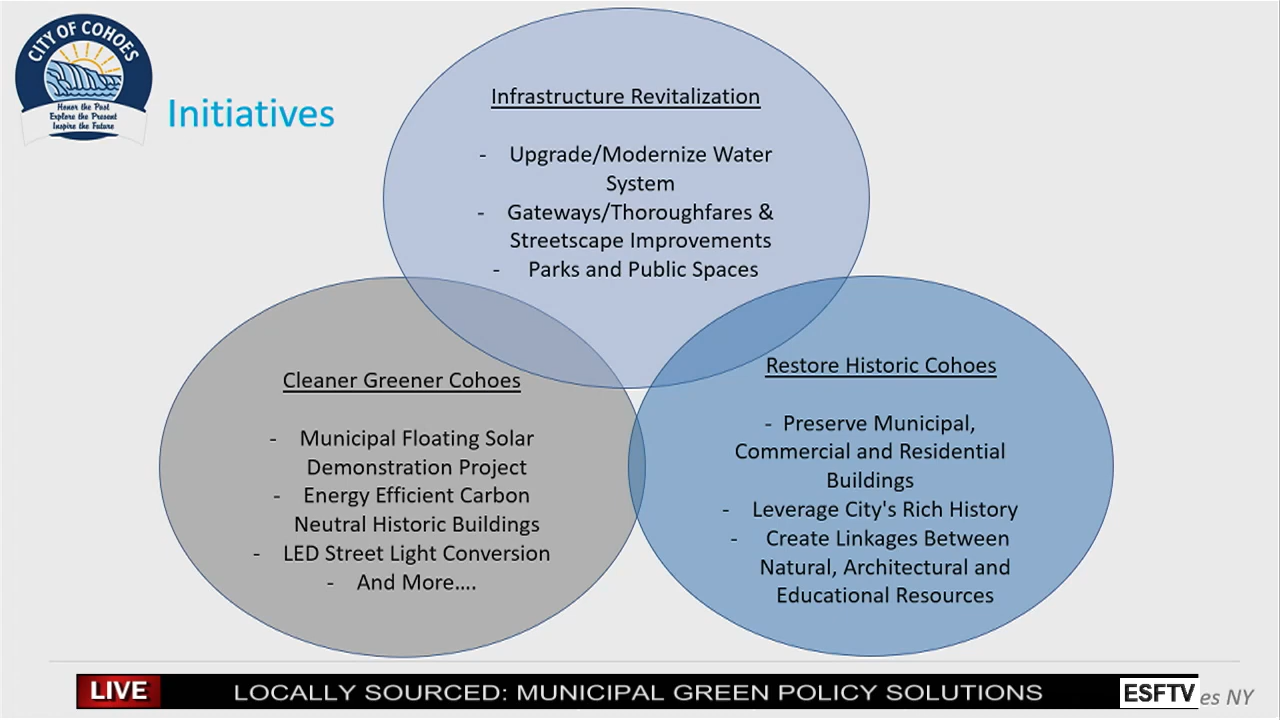 CITY OF COHOES
Honor the Past
Explore the Present
Inspire the Future
Initiatives
Infrastructure Revitalization
- Upgrade/Modernize Water
System
- Gateways/Thoroughfares &
Streetscape Improvements
- Parks and Public Spaces
Cleaner Greener Cohoes
- Municipal Floating Solar
Demonstration Project
- Energy Efficient Carbon
Neutral Historic Buildings
- LED Street Light Conversion
- And More....
Restore Historic Cohoes
- Preserve Municipal,
Commercial and Residential
Buildings
- Leverage City's Rich History
- Create Linkages Between
Natural, Architectural and
Educational Resources
LIVE
LOCALLY SOURCED: MUNICIPAL GREEN POLICY SOLUTIONS
ESFTV
es NY